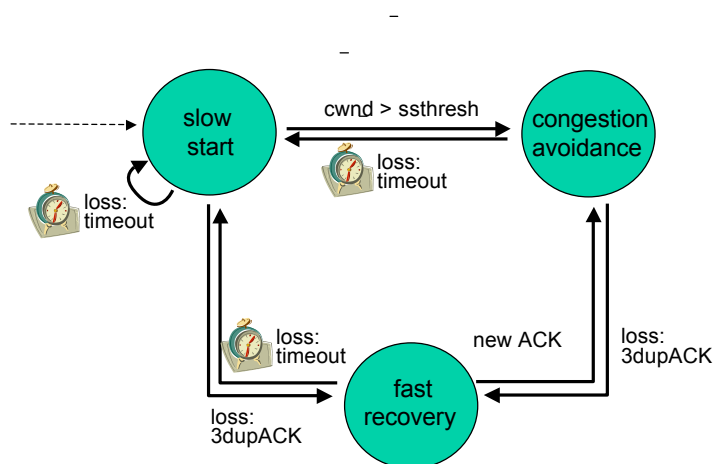 slow
start
cwnd > ssthresh
congestion
avoidance
loss:
timeout
loss:
timeout
loss:
timeout
new ACK
loss:
3dupACK
fast
recovery
loss:
3dupACK